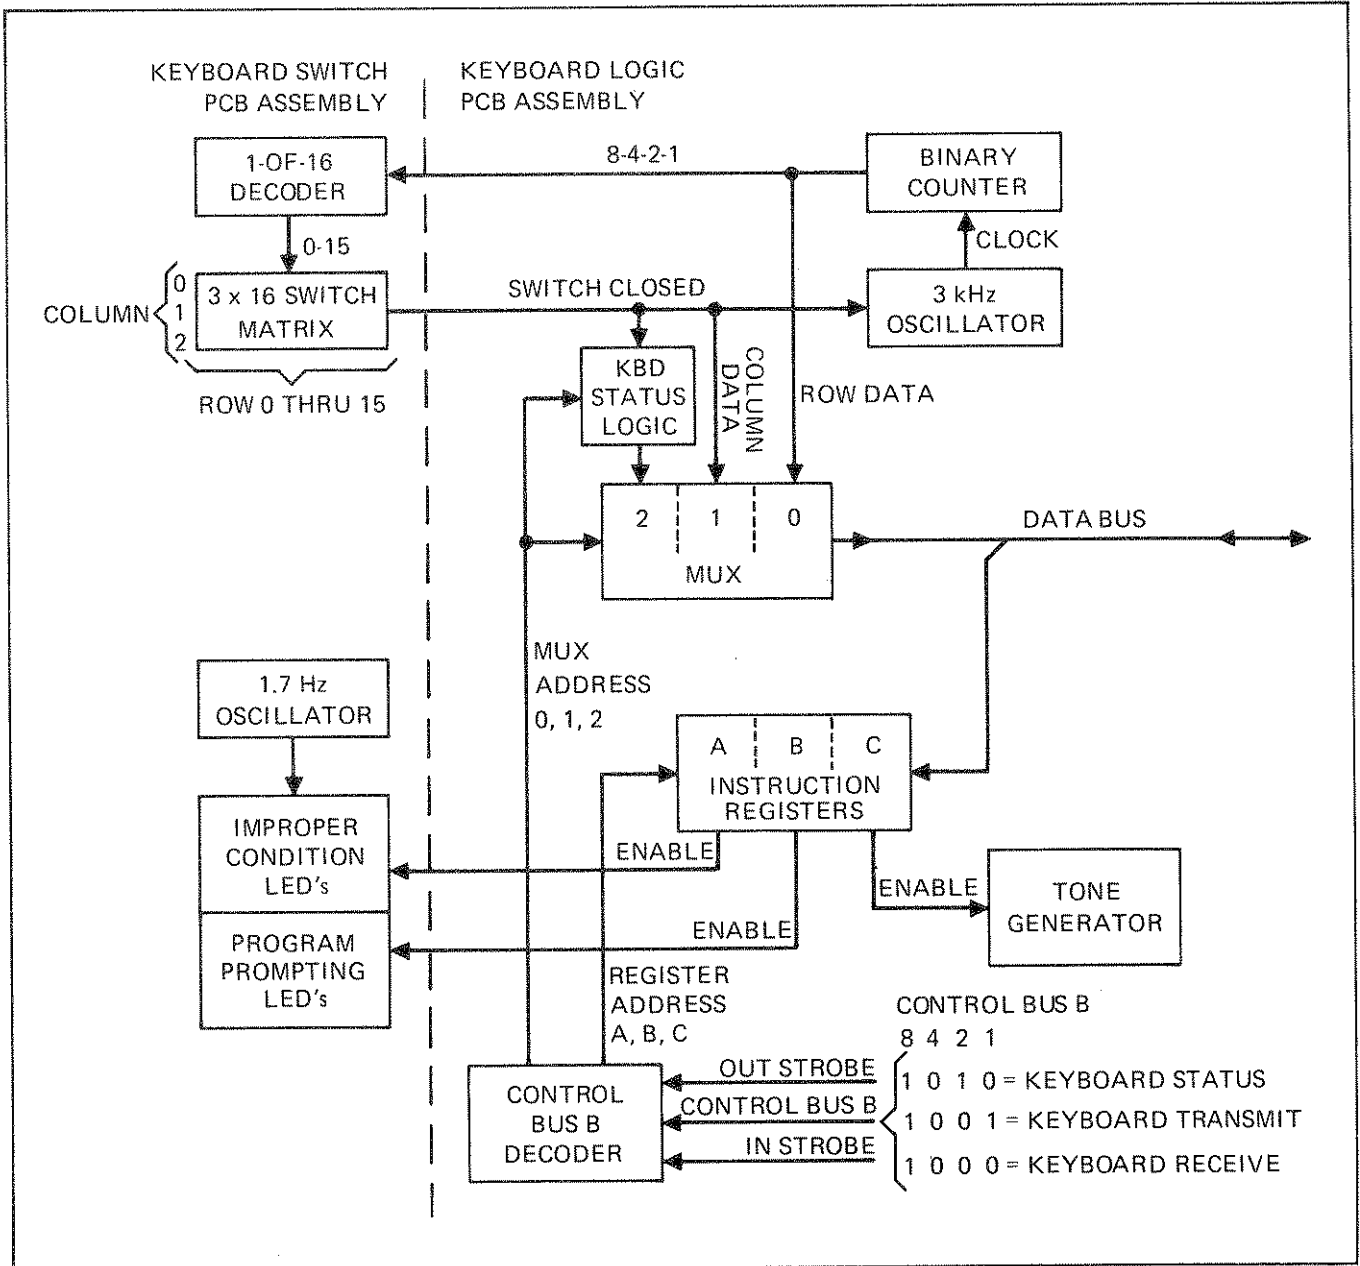 KEYBOARD SWITCH
PCB ASSEMBLY
KEYBOARD LOGIC
PCB ASSEMBLY
1-OF-16
DECODER
8-4-2-1
BINARY
COUNTER
0-15
CLOCK
COLUMN
0
1
2
3 x 16 SWITCH
MATRIX
SWITCH CLOSED
3 kHz
OSCILLATOR
ROW 0 THRU 15
KBD
STATUS
LOGIC
COLUMN
DATA
ROW DATA
2 1 0
MUX
DATA BUS
MUX
ADDRESS
0, 1, 2
1.7 Hz
OSCILLATOR
A B C
INSTRUCTION
REGISTERS
IMPROPER
CONDITION
LED's
ENABLE
ENABLE
TONE
GENERATOR
PROGRAM
PROMPTING
LED's
ENABLE
REGISTER
ADDRESS
A, B, C
CONTROL BUS B
8 4 2 1
CONTROL
BUS B
DECODER
OUT STROBE
CONTROL BUS B
IN STROBE
1 0 1 0 = KEYBOARD STATUS
1 0 0 1 = KEYBOARD TRANSMIT
1 0 0 0 = KEYBOARD RECEIVE